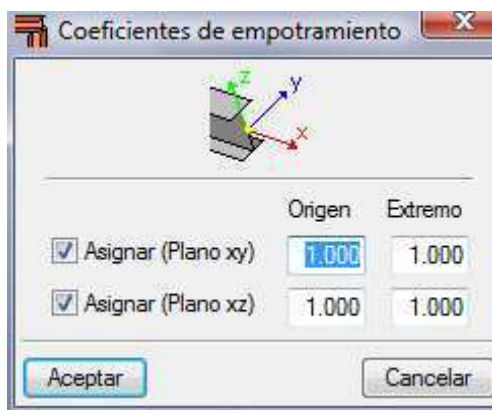 Coeficientes de empotramiento
z
y
x
Origen Extremo
Asignar (Plano xy) 1.000 1.000
Asignar (Plano xz) 1.000 1.000
Aceptar Cancelar